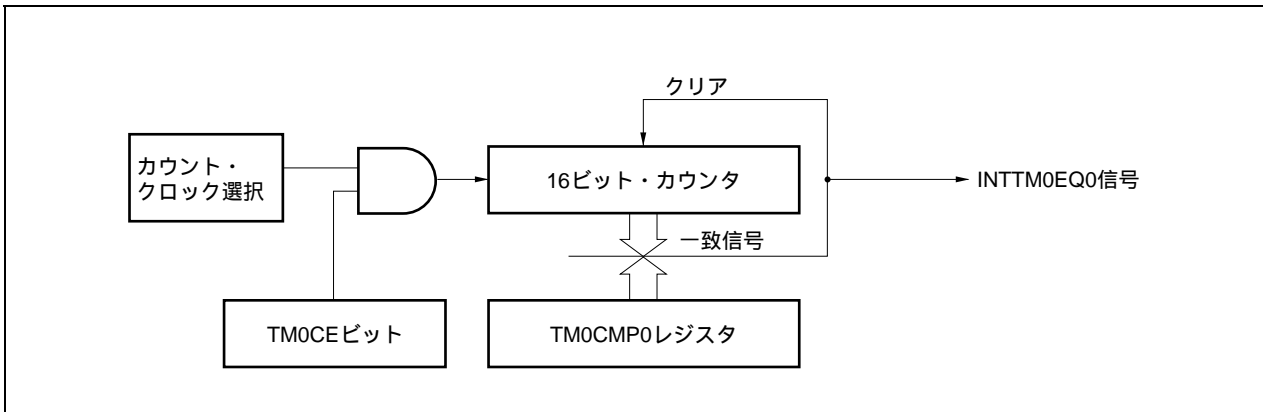 クリア
カウント・
クロック選択
16ビット・カウンタ
INTTM0EQ0信号
一致信号
TM0CEビット
TM0CMP0レジスタ